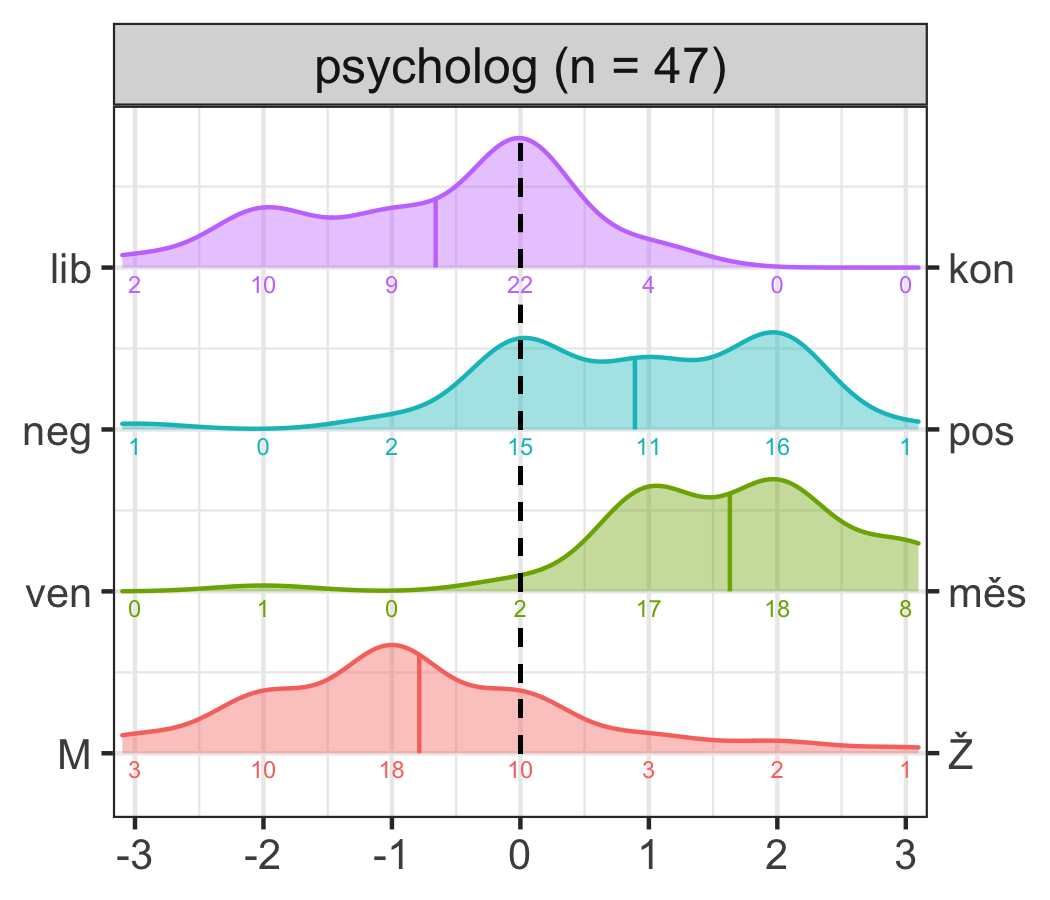 psycholog (n = 47)
lib kon
2 10 9 22 4 0 0
neg pos
1 0 2 15 11 16 1
ven měs
0 1 0 2 17 18 8
M Ž
3 10 18 10 3 2 1
-3 -2 -1 0 1 2 3